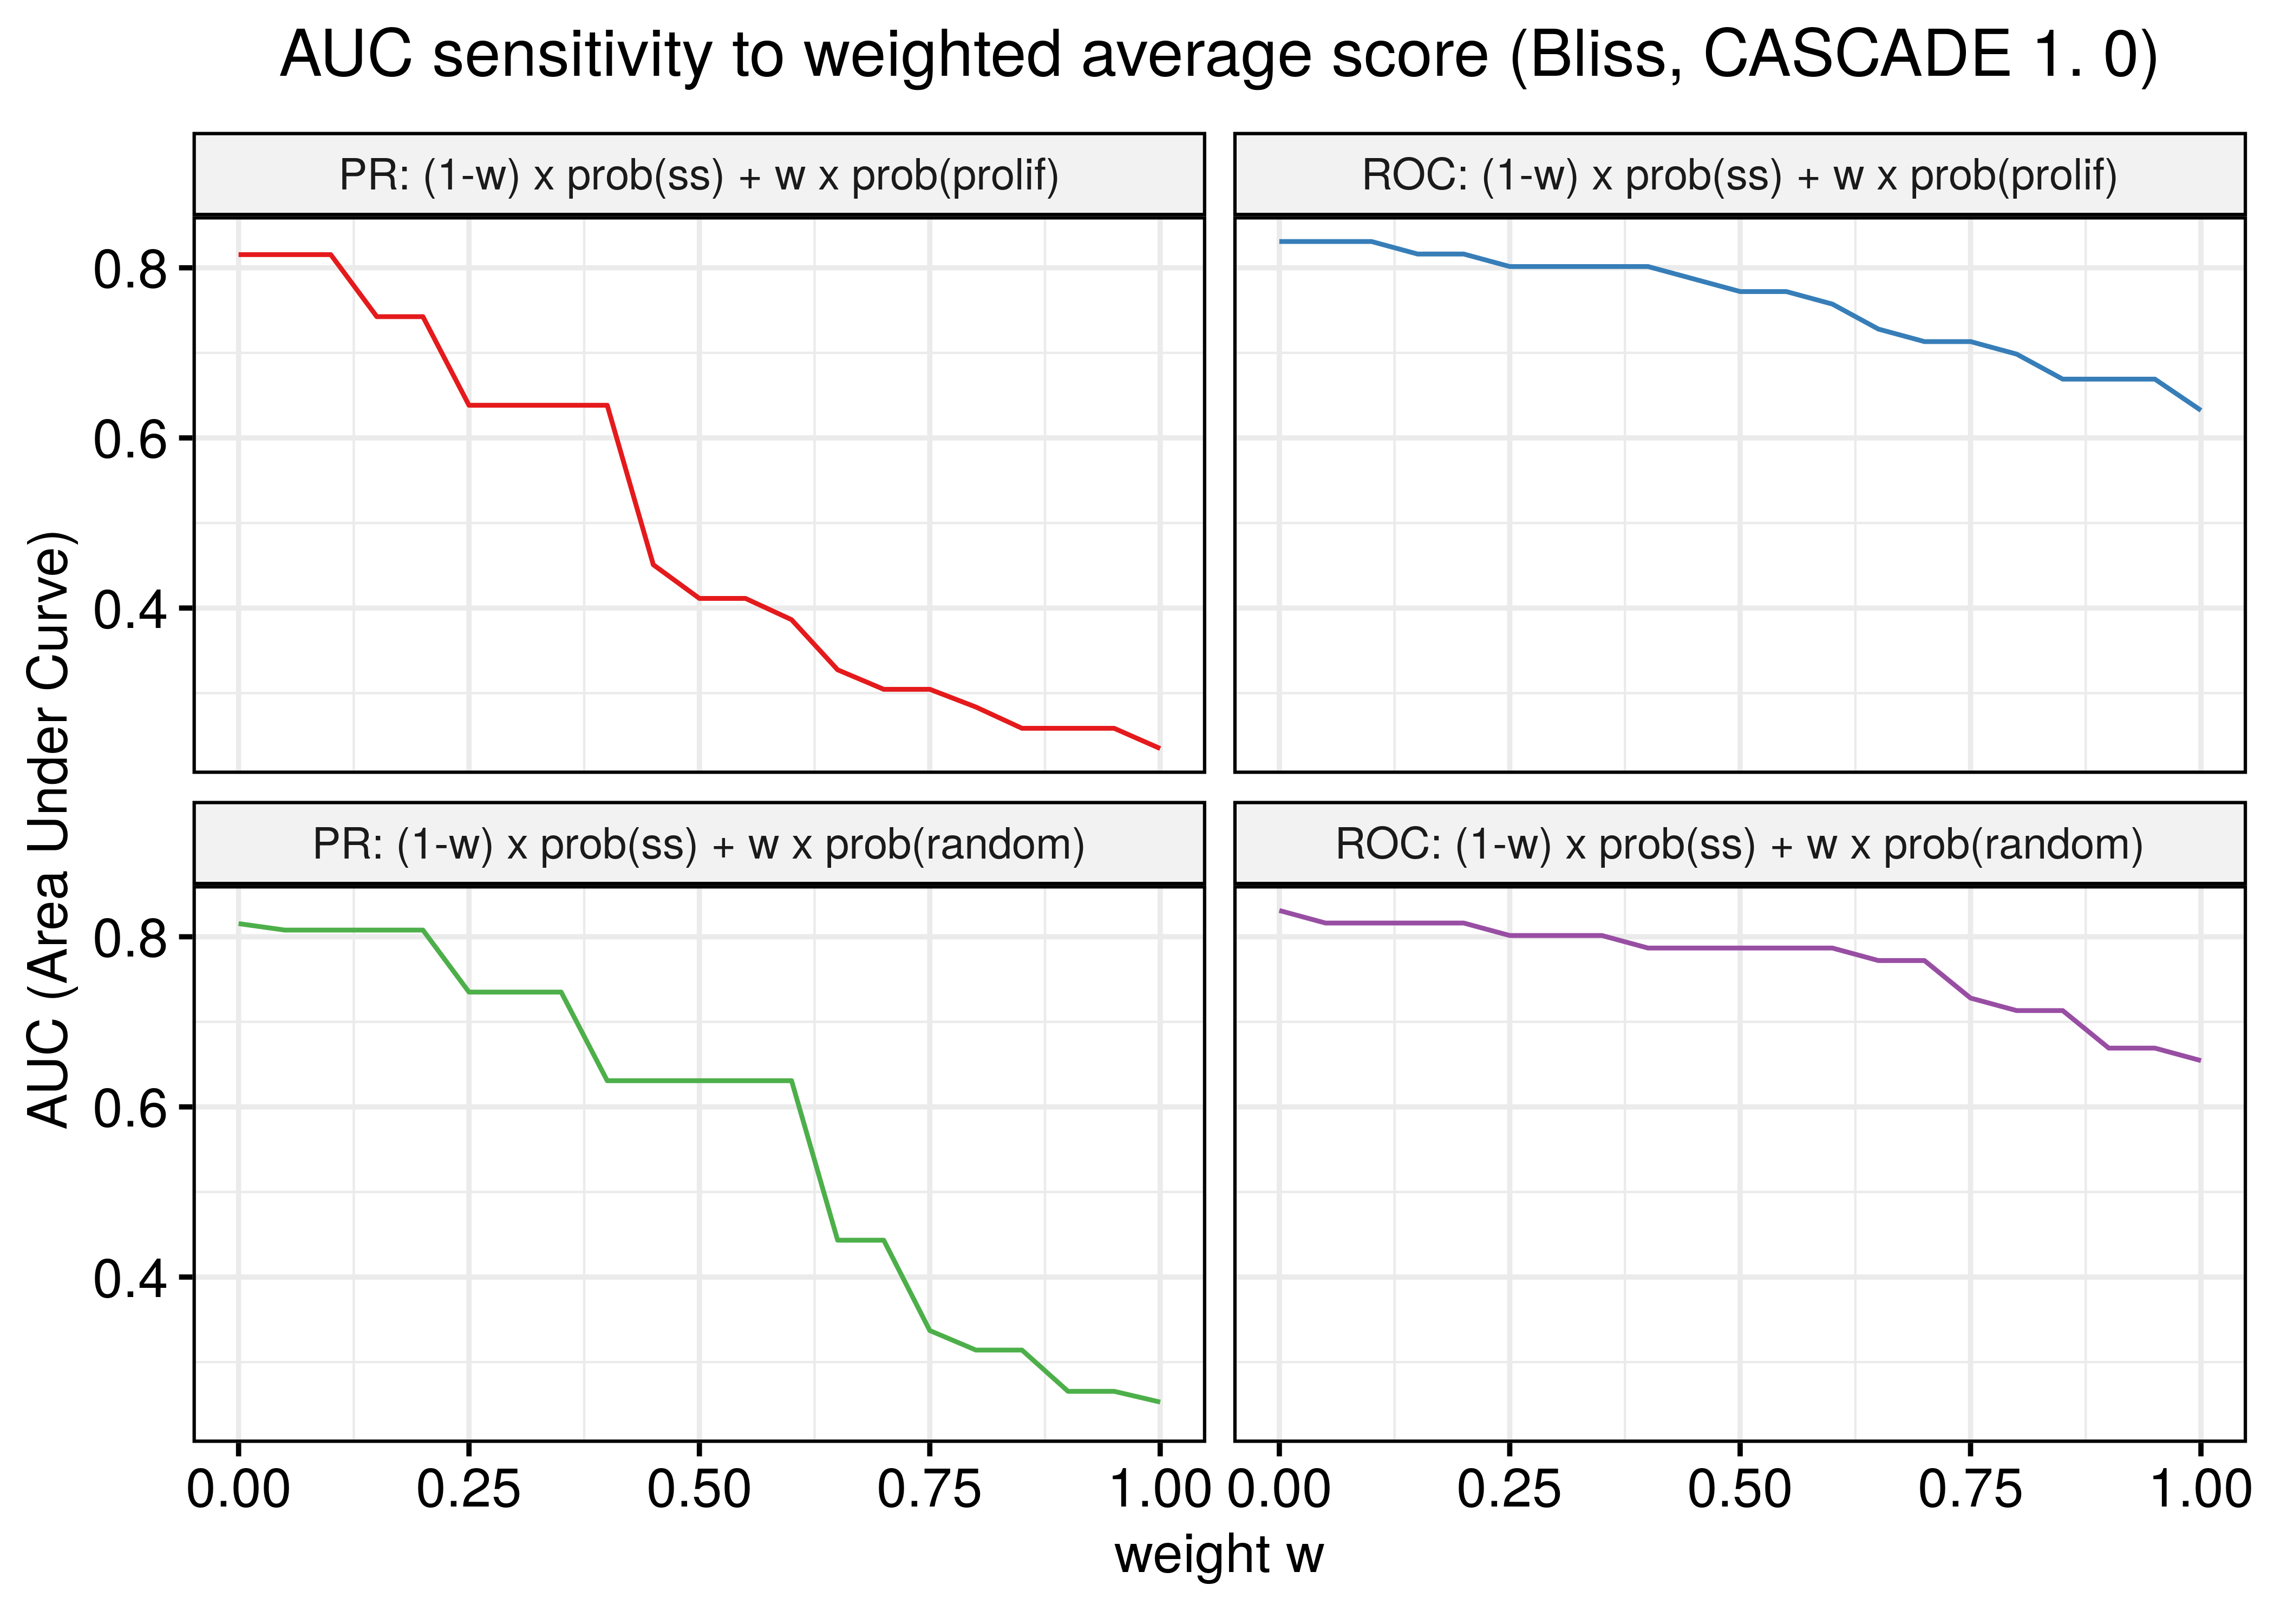 AUC sensitivity to weighted average score (Bliss, CASCADE 1. 0)
PR: (1-w) x prob(ss) + w x prob(prolif)
ROC: (1-w) x prob(ss) + w x prob(prolif)
0.8
0.6
0.4
PR: (1-w) x prob(ss) + w x prob(random)
ROC: (1-w) x prob(ss) + w x prob(random)
0.8
0.6
0.4
AUC (Area Under Curve)
0.00 0.25 0.50 0.75 1.00 0.00 0.25 0.50 0.75 1.00
weight w